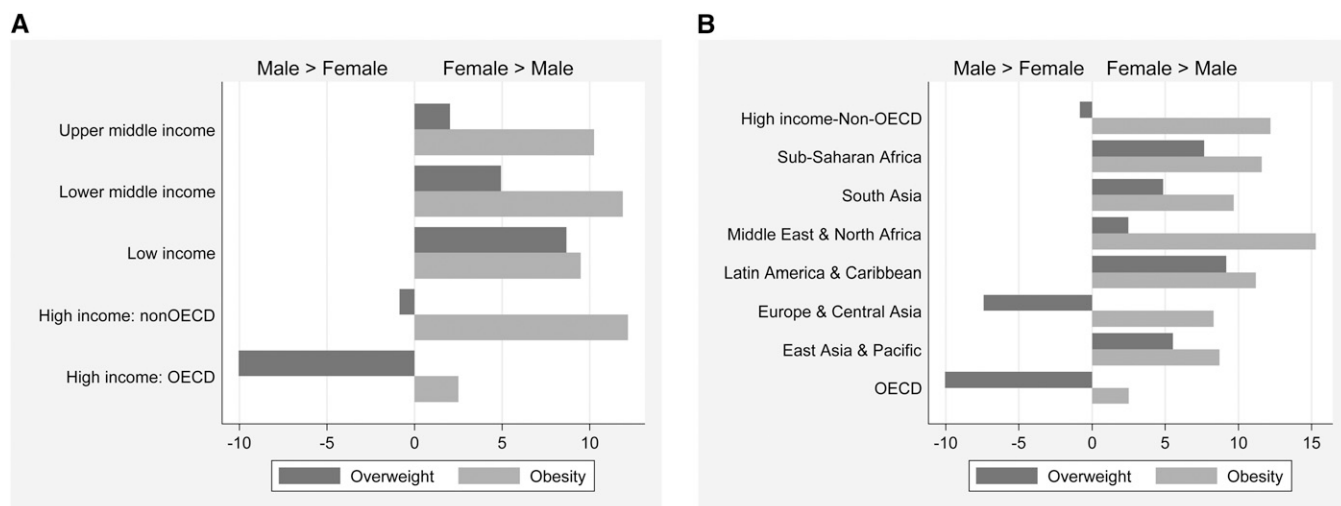 A
Male > Female Female > Male
Upper middle income
Lower middle income
Low income
High income: nonOECD
High income: OECD
-10 -5 0 5 10
Overweight Obesity
B
Male > Female Female > Male
High income-Non-OECD
Sub-Saharan Africa
South Asia
Middle East & North Africa
Latin America & Caribbean
Europe & Central Asia
East Asia & Pacific
OECD
-10 -5 0 5 10 15
Overweight Obesity